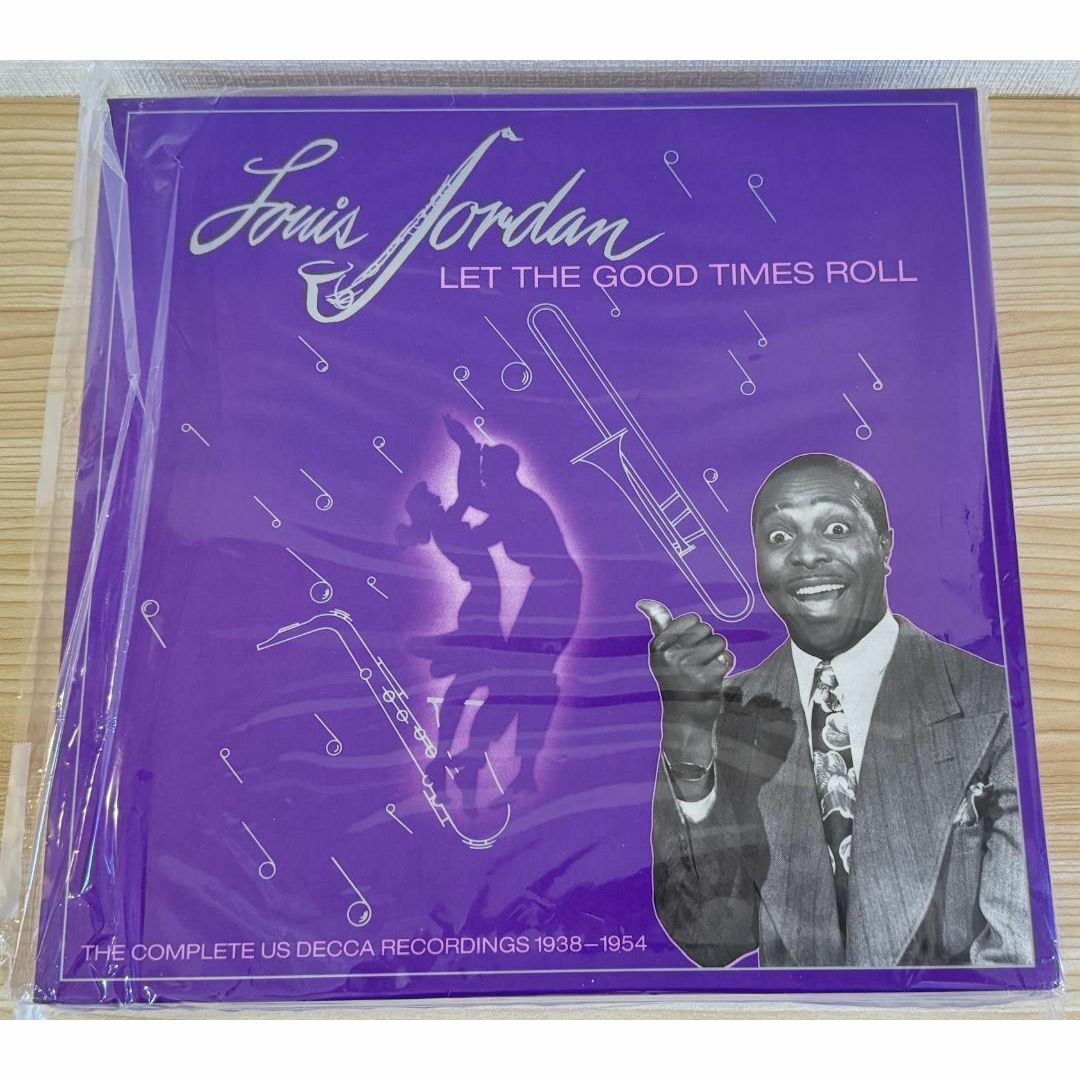 Louis Jordan
LET THE GOOD TIMES ROLL
THE COMPLETE US DECCA RECORDINGS 1938–1954